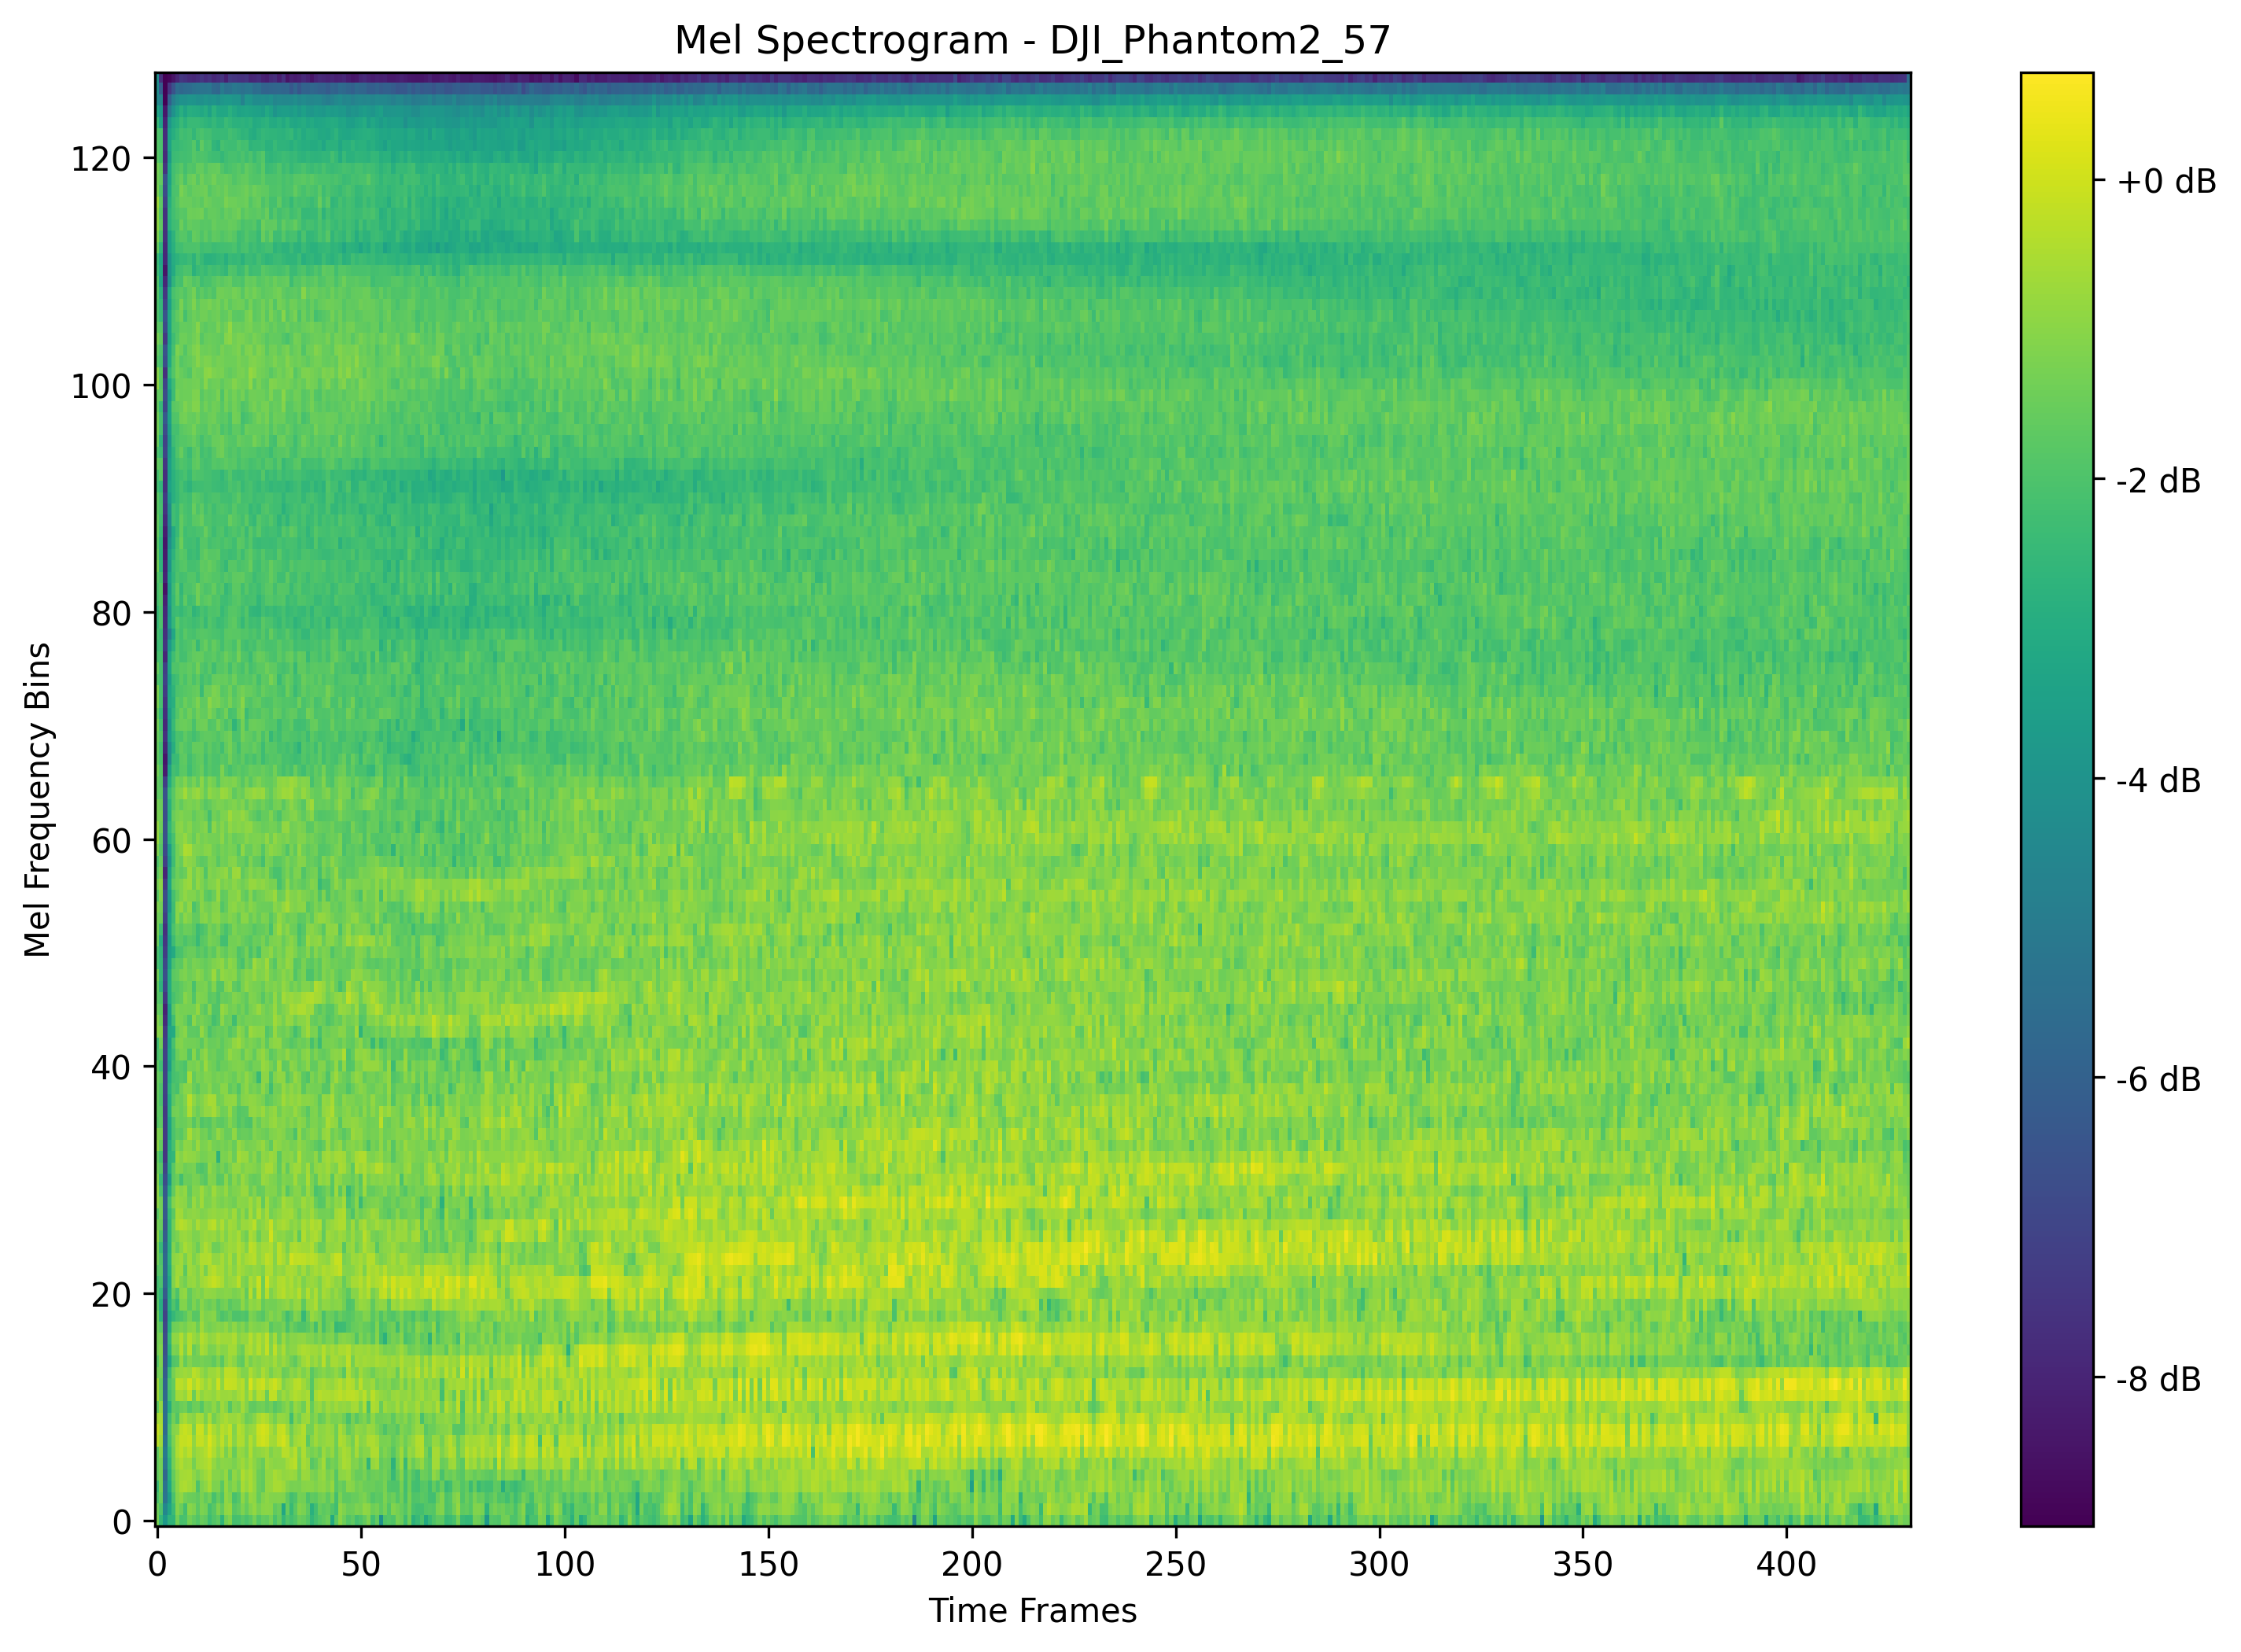 Mel Spectrogram - DJI_Phantom2_57
Mel Frequency Bins
120
100
80
60
40
20
0
0 50 100 150 200 250 300 350 400
Time Frames
+0 dB
-2 dB
-4 dB
-6 dB
-8 dB